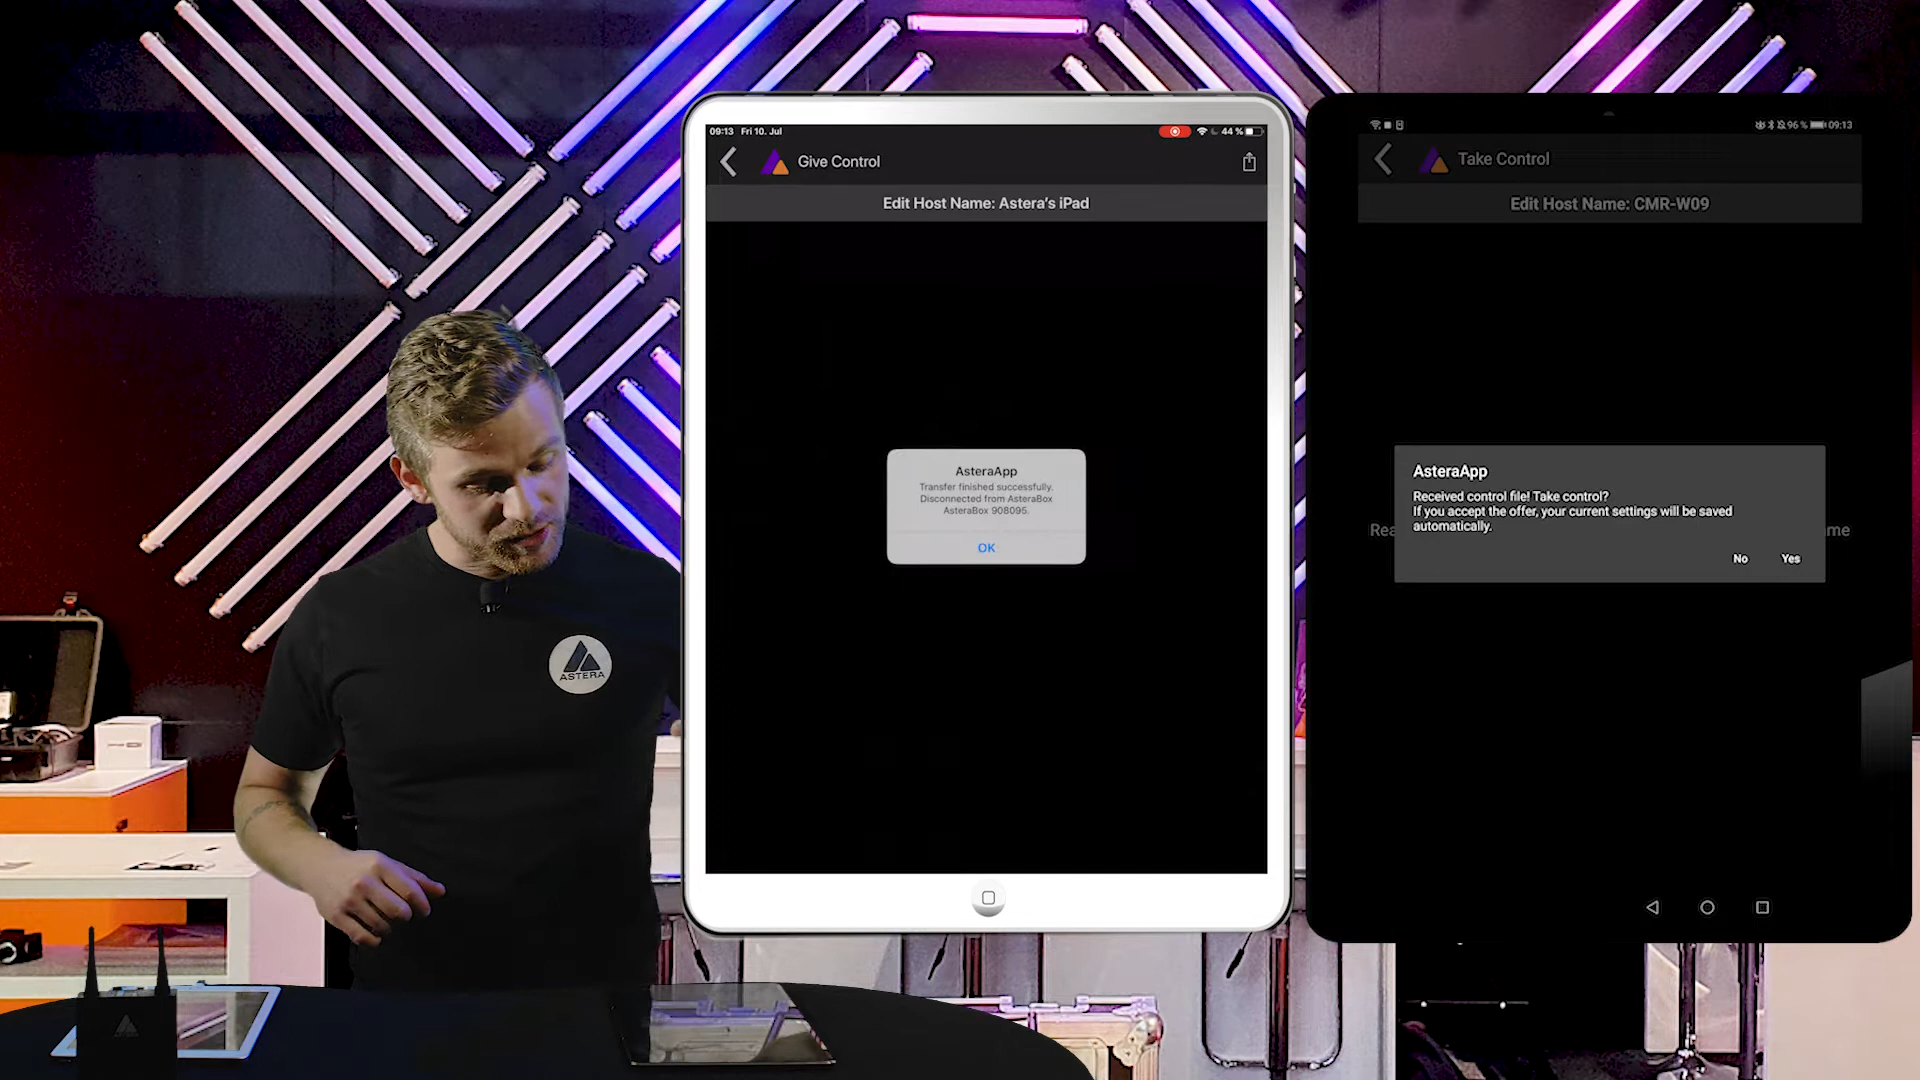 09:13 Fri 10. Jul
44 %
Give Control
Edit Host Name: Astera's iPad
AsteraApp
Transfer finished successfully.
Disconnected from AsteraBox
AsteraBox 908095.
OK
96 % 09:13
Take Control
Edit Host Name: CMR-W09
AsteraApp
Received control file! Take control?
If you accept the offer, your current settings will be saved
automatically.
No Yes
ASTERA